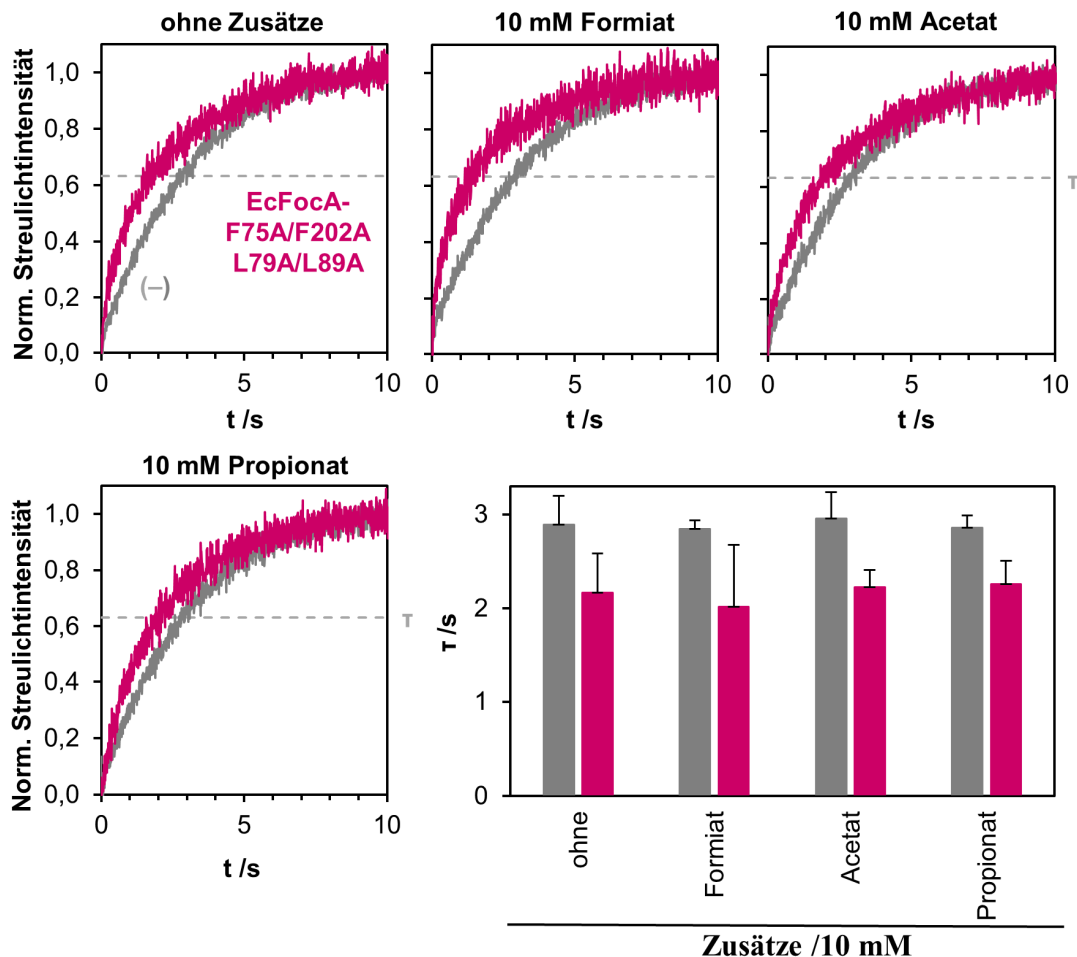 ohne Zusätze
Norm. Streulichtintensität
1,0
0,8
0,6
0,4
0,2
0,0
EcFocA-
F75A/F202A
L79A/L89A
(–)
0
5
10
t /s
10 mM Formiat
0
5
10
t /s
10 mM Acetat
τ
0
5
10
t /s
10 mM Propionat
Norm. Streulichtintensität
1,0
0,8
0,6
0,4
0,2
0,0
τ
0
5
10
t /s
τ /s
3
2
1
0
ohne
Formiat
Acetat
Propionat
Zusätze /10 mM